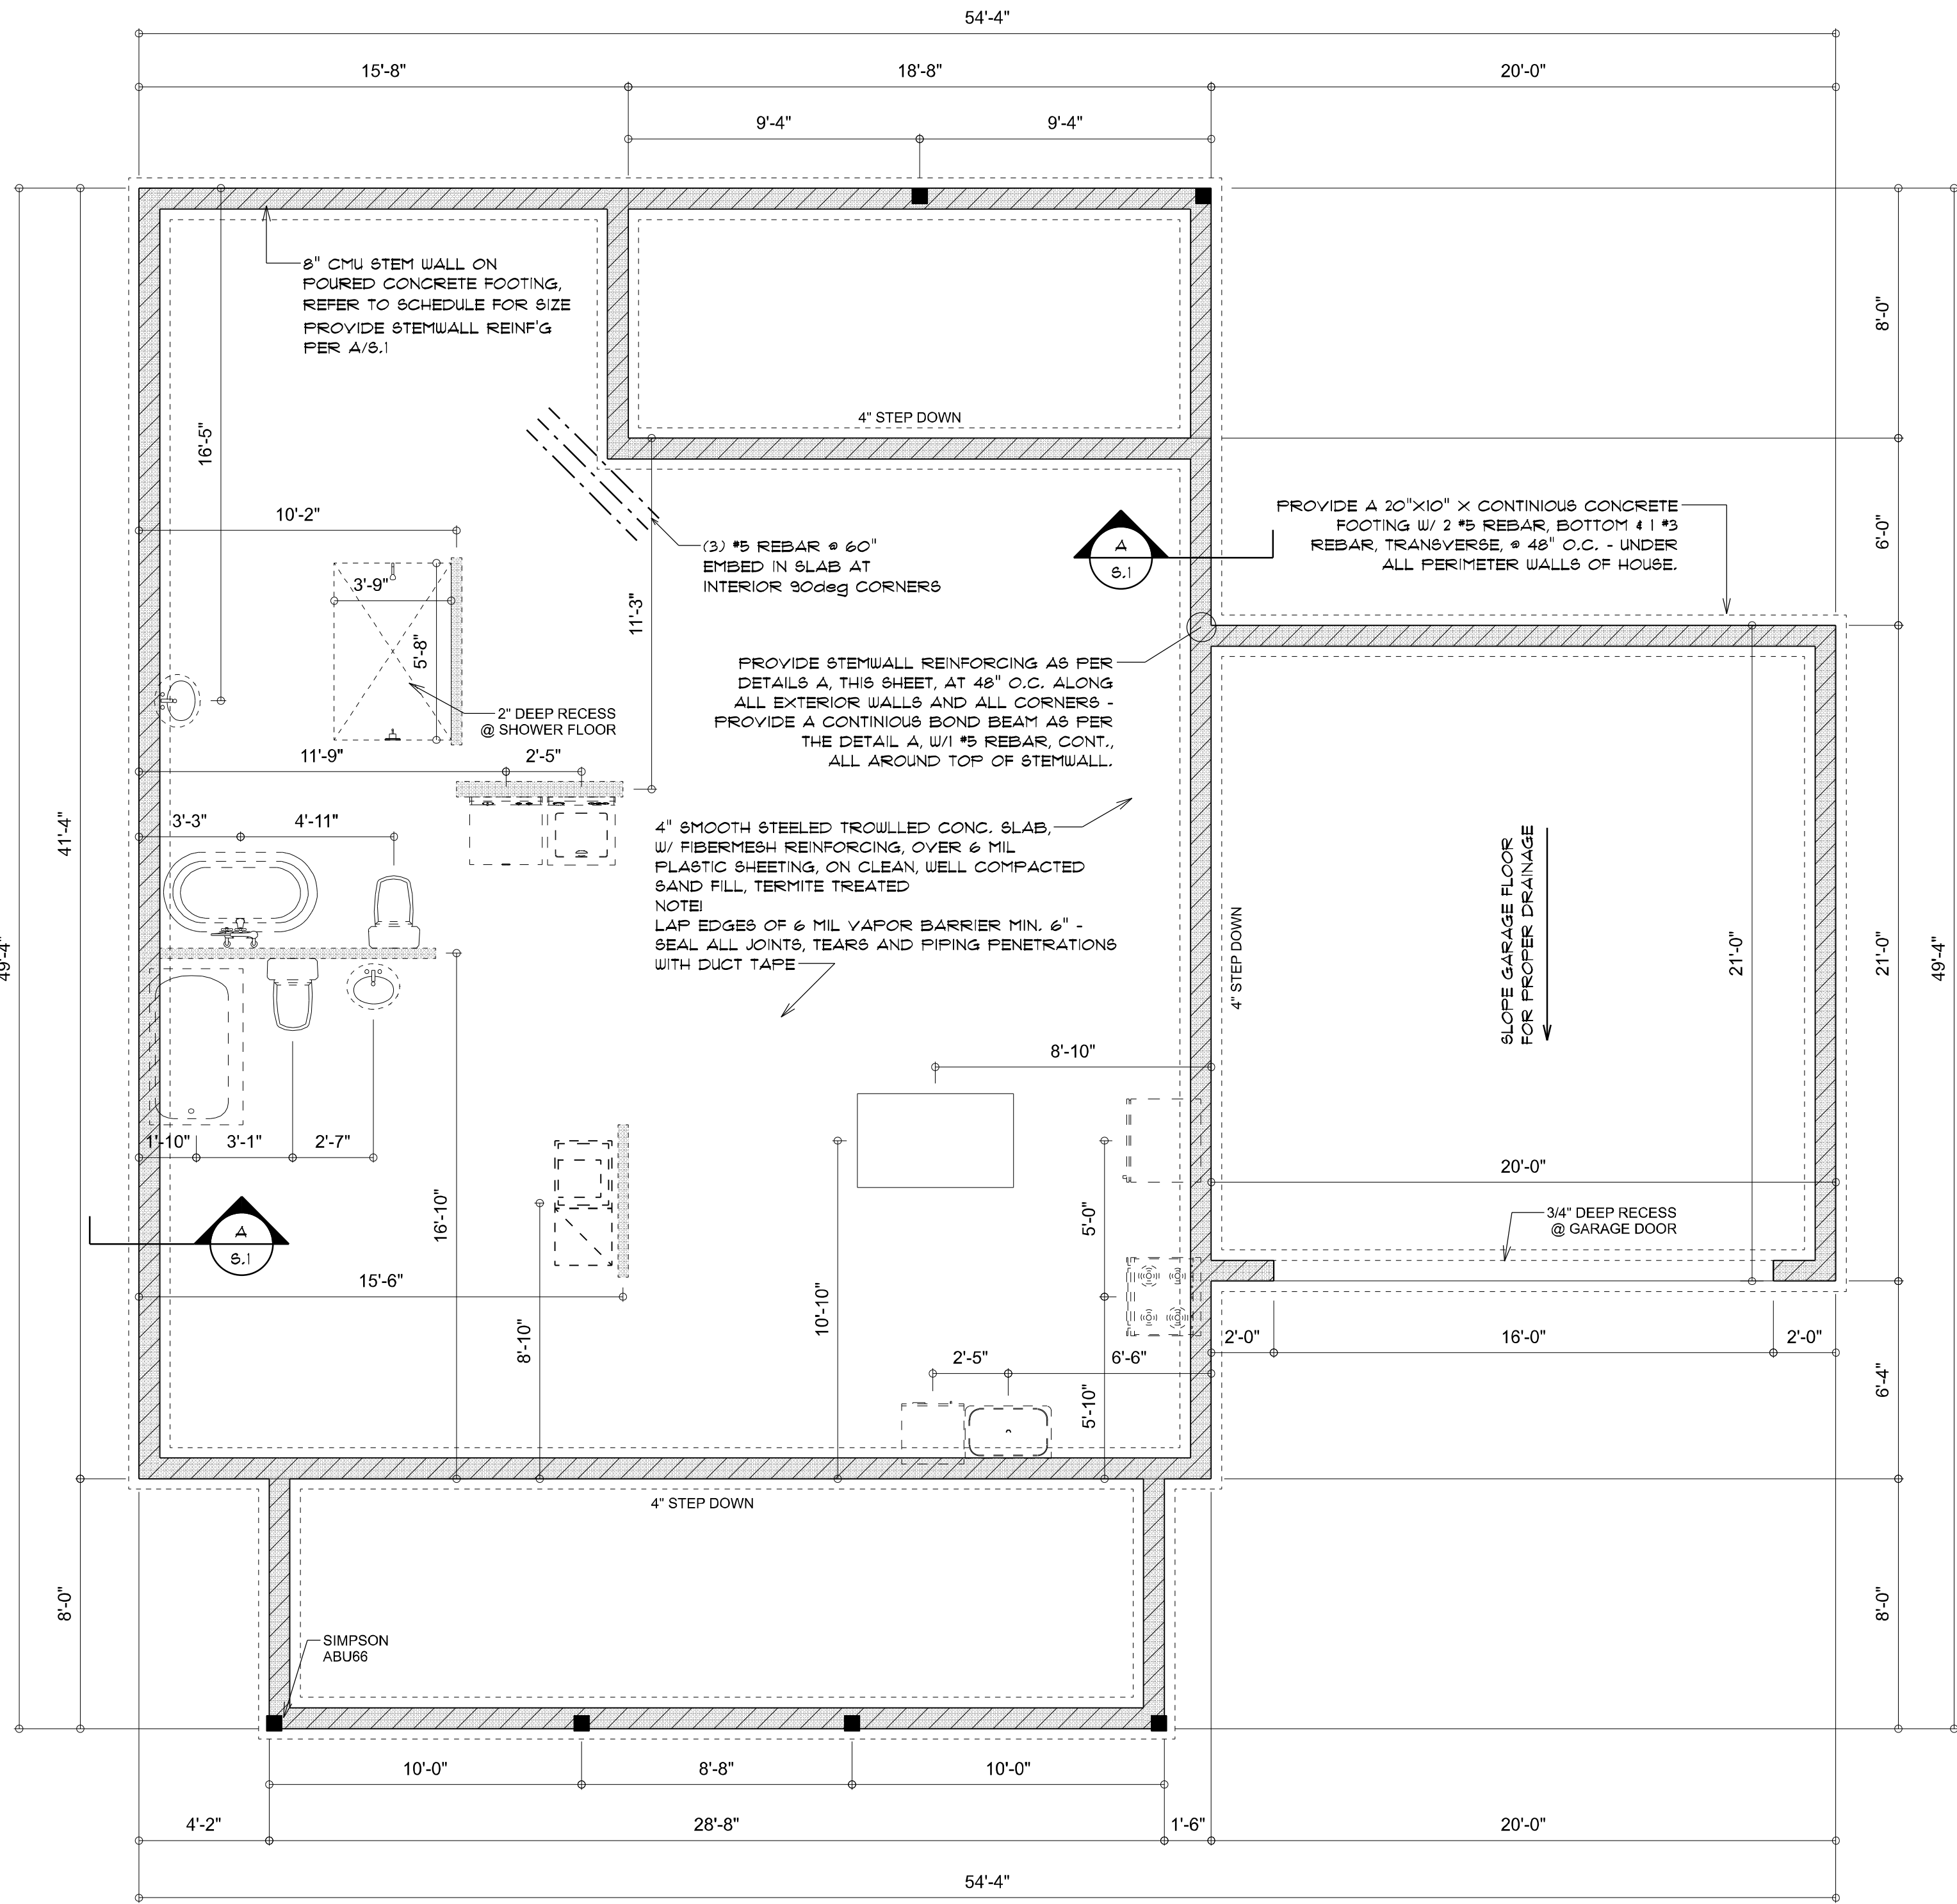 54'-4"
15'-8"
18'-8"
20'-0"
9'-4"
9'-4"
8" CMU STEM WALL ON
POURED CONCRETE FOOTING,
REFER TO SCHEDULE FOR SIZE
PROVIDE STEMWALL REINF'G
PER A/S.1
8'-0"
4" STEP DOWN
16'-5"
10'-2"
(3) #5 REBAR @ 60"
EMBED IN SLAB AT
INTERIOR 90deg CORNERS
A
S.1
PROVIDE A 20"X10" X CONTINIOUS CONCRETE
FOOTING W/ 2 #5 REBAR, BOTTOM & 1 #3
REBAR, TRANSVERSE, @ 48" O.C. - UNDER
ALL PERIMETER WALLS OF HOUSE.
6'-0"
3'-9"
5'-8"
11'-3"
2" DEEP RECESS
@ SHOWER FLOOR
PROVIDE STEMWALL REINFORCING AS PER
DETAILS A, THIS SHEET, AT 48" O.C. ALONG
ALL EXTERIOR WALLS AND ALL CORNERS -
PROVIDE A CONTINIOUS BOND BEAM AS PER
THE DETAIL A, W/1 #5 REBAR, CONT.,
ALL AROUND TOP OF STEMWALL.
11'-9"
2'-5"
3'-3"
4'-11"
41'-4"
49'-4"
4" SMOOTH STEELED TROWLLED CONC. SLAB,
W/ FIBERMESH REINFORCING, OVER 6 MIL
PLASTIC SHEETING, ON CLEAN, WELL COMPACTED
SAND FILL, TERMITE TREATED
NOTE!
LAP EDGES OF 6 MIL VAPOR BARRIER MIN. 6" -
SEAL ALL JOINTS, TEARS AND PIPING PENETRATIONS
WITH DUCT TAPE
4" STEP DOWN
SLOPE GARAGE FLOOR
FOR PROPER DRAINAGE
21'-0"
21'-0"
49'-4"
8'-10"
1'-10"
3'-1"
2'-7"
20'-0"
16'-10"
5'-0"
3/4" DEEP RECESS
@ GARAGE DOOR
A
S.1
15'-6"
8'-10"
10'-10"
2'-5"
6'-6"
5'-10"
2'-0"
16'-0"
2'-0"
6'-4"
4" STEP DOWN
8'-0"
8'-0"
SIMPSON
ABU66
10'-0"
8'-8"
10'-0"
4'-2"
28'-8"
1'-6"
20'-0"
54'-4"